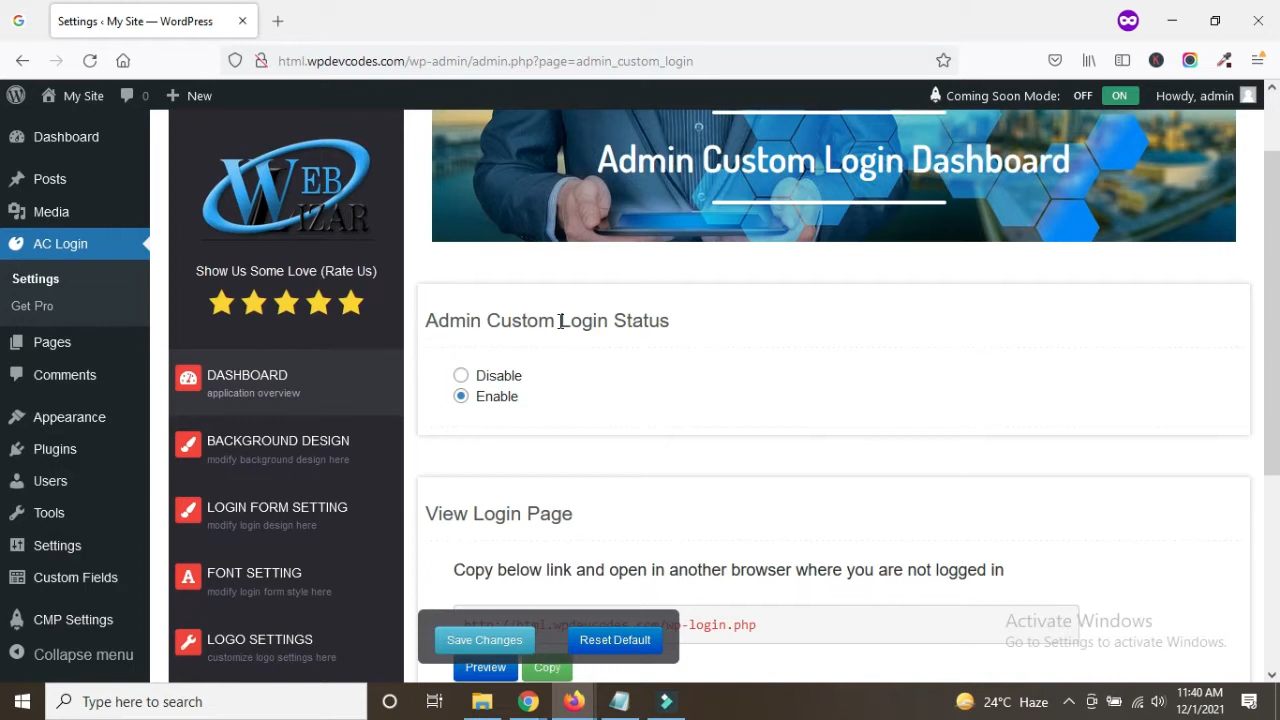 Settings ‹ My Site — WordPress
html.wpdevcodes.com/wp-admin/admin.php?page=admin_custom_login
My Site
0
New
Coming Soon Mode:
OFF
ON
Howdy, admin
Dashboard
Posts
Media
AC Login
Settings
Get Pro
Pages
Comments
Appearance
Plugins
Users
Tools
Settings
Custom Fields
CMP Settings
Collapse menu
WEB
WIZAR
Show Us Some Love (Rate Us)
DASHBOARD
application overview
BACKGROUND DESIGN
modify background design here
LOGIN FORM SETTING
modify login design here
FONT SETTING
modify login form style here
LOGO SETTINGS
customize logo settings here
Admin Custom Login Dashboard
Admin Custom Login Status
Disable
Enable
View Login Page
Copy below link and open in another browser where you are not logged in
http://html.wpdevcodes.com/wp-login.php
Save Changes
Reset Default
Preview
Copy
Activate Windows
Go to Settings to activate Windows.
Type here to search
24°C Haze
11:40 AM
12/1/2021